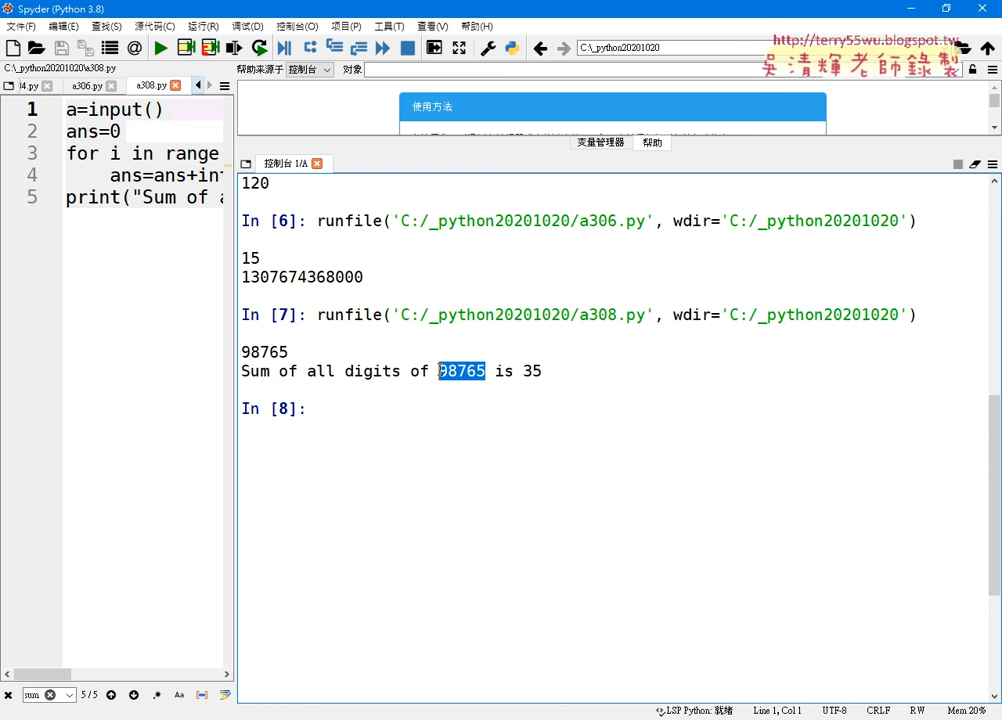 Spyder (Python 3.8)
文件(F) 编辑(E) 查找(S) 源代码(C) 运行(R) 调试(D) 控制台(O) 项目(P) 工具(T) 查看(V) 帮助(H)
C:\_python20201020
http://terry55wu.blogspot.tw
吳清輝老師錄製
C:\_python20201020\a308.py
帮助来源于 控制台 对象
l4.py a306.py a308.py
使用方法
变量管理器 帮助
1 a=input()
2 ans=0
3 for i in range
4 ans=ans+int
5 print("Sum of a
控制台 1/A
120
In [6]: runfile('C:/_python20201020/a306.py', wdir='C:/_python20201020')
15
1307674368000
In [7]: runfile('C:/_python20201020/a308.py', wdir='C:/_python20201020')
98765
Sum of all digits of 98765 is 35
In [8]:
sum 5/5 Aa
LSP Python: 就绪 Line 1, Col 1 UTF-8 CRLF RW Mem 20%